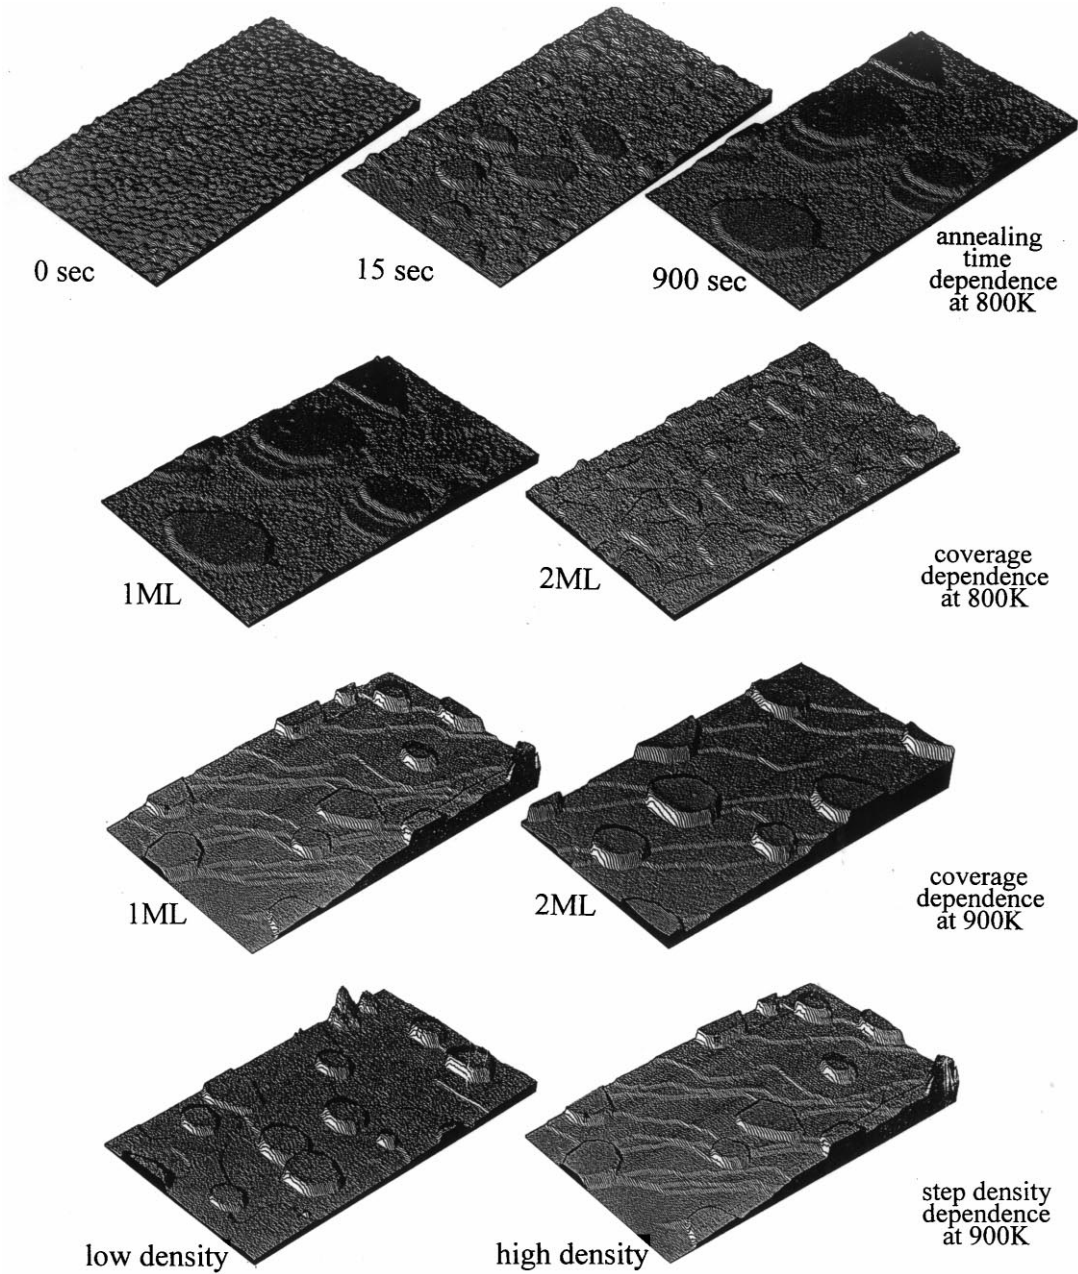 0 sec
15 sec
900 sec
annealing
time
dependence
at 800K
1ML
2ML
coverage
dependence
at 800K
1ML
2ML
coverage
dependence
at 900K
low density
high density
step density
dependence
at 900K